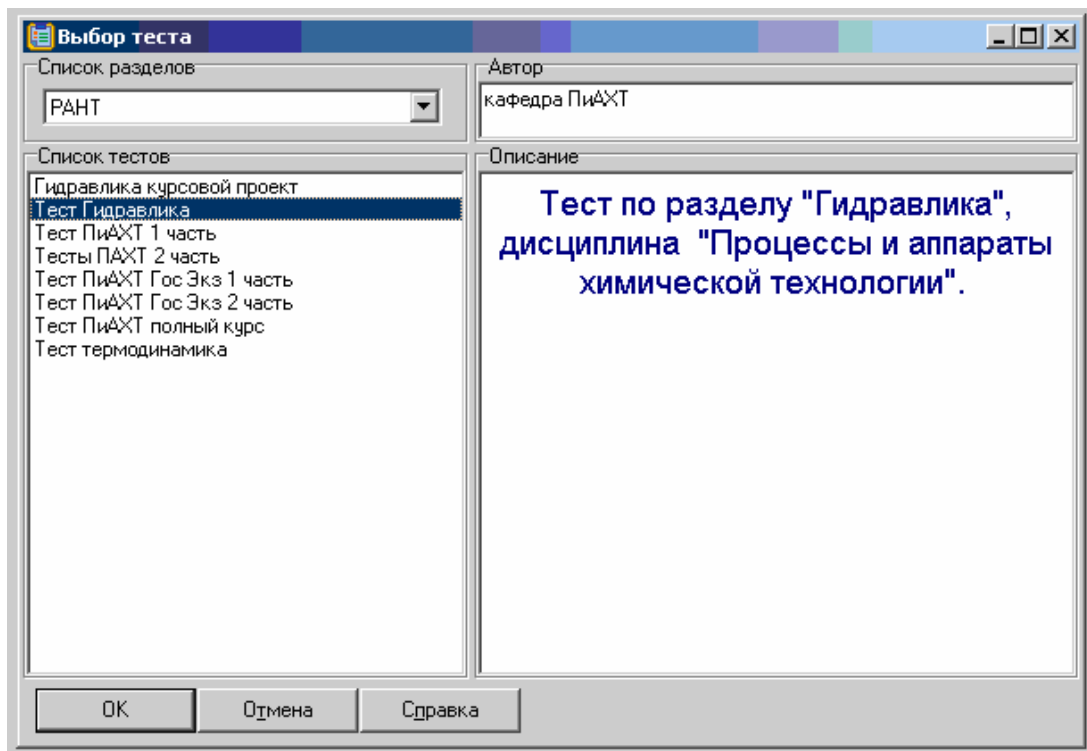 Выбор теста
Список разделов
РАНТ
Автор
кафедра ПиАХТ
Список тестов
Гидравлика курсовой проект
Тест Гидравлика
Тест ПиАХТ 1 часть
Тесты ПАХТ 2 часть
Тест ПиАХТ Гос Экз 1 часть
Тест ПиАХТ Гос Экз 2 часть
Тест ПиАХТ полный курс
Тест термодинамика
Описание
Тест по разделу "Гидравлика",
дисциплина "Процессы и аппараты
химической технологии".
OK
Отмена
Справка